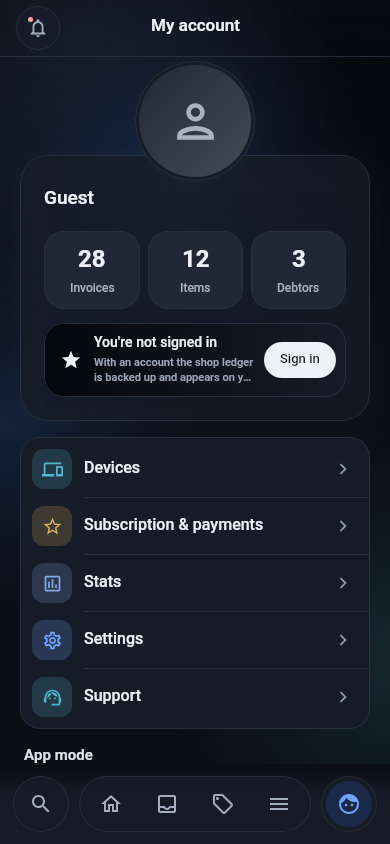 My account
Guest
28
Invoices
12
Items
3
Debtors
You're not signed in
With an account the shop ledger
is backed up and appears on y…
Sign in
Devices
Subscription & payments
Stats
Settings
Support
App mode